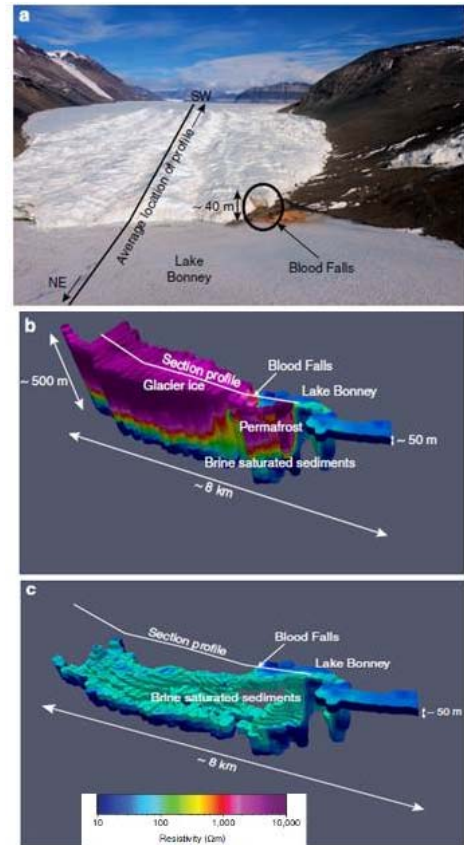 a
SW
Average location of profile
~ 40 m
NE
Lake
Bonney
Blood Falls
b
Section profile
Blood Falls
Glacier ice
Lake Bonney
~ 500 m
Permafrost
~ 50 m
Brine saturated sediments
~ 8 km
c
Section profile
Blood Falls
Lake Bonney
Brine saturated sediments
~ 50 m
~ 8 km
10 100 1,000 10,000
Resistivity (Ωm)